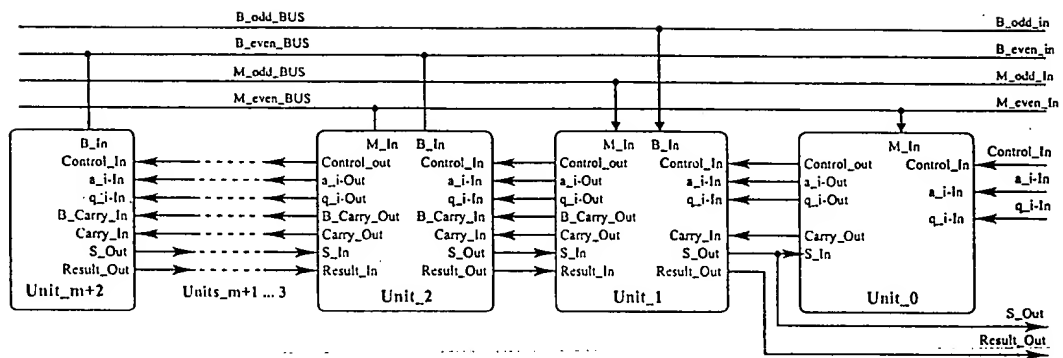 B_odd_BUS B_odd_in
B_even_BUS B_even_in
M_odd_BUS M_odd_In
M_even_BUS M_even_In
B_In M_In B_In M_In B_In M_In
Control_In Control_out Control_In Control_out Control_In Control_out Control_In Control_In
a_i-In a_i-Out a_i-In a_i-Out a_i-In a_i-Out a_i-In a_i-In
q_i-In q_i-Out q_i-In q_i-Out q_i-In q_i-Out q_i-In q_i-In
B_Carry_In B_Carry_Out B_Carry_In B_Carry_Out
Carry_In Carry_Out Carry_In Carry_Out Carry_In Carry_Out
S_Out S_In S_Out S_In S_Out S_In
Result_Out Result_In Result_Out Result_In Result_Out
Unit_m+2 Units_m+1 ... 3 Unit_2 Unit_1 Unit_0
S_Out
Result_Out